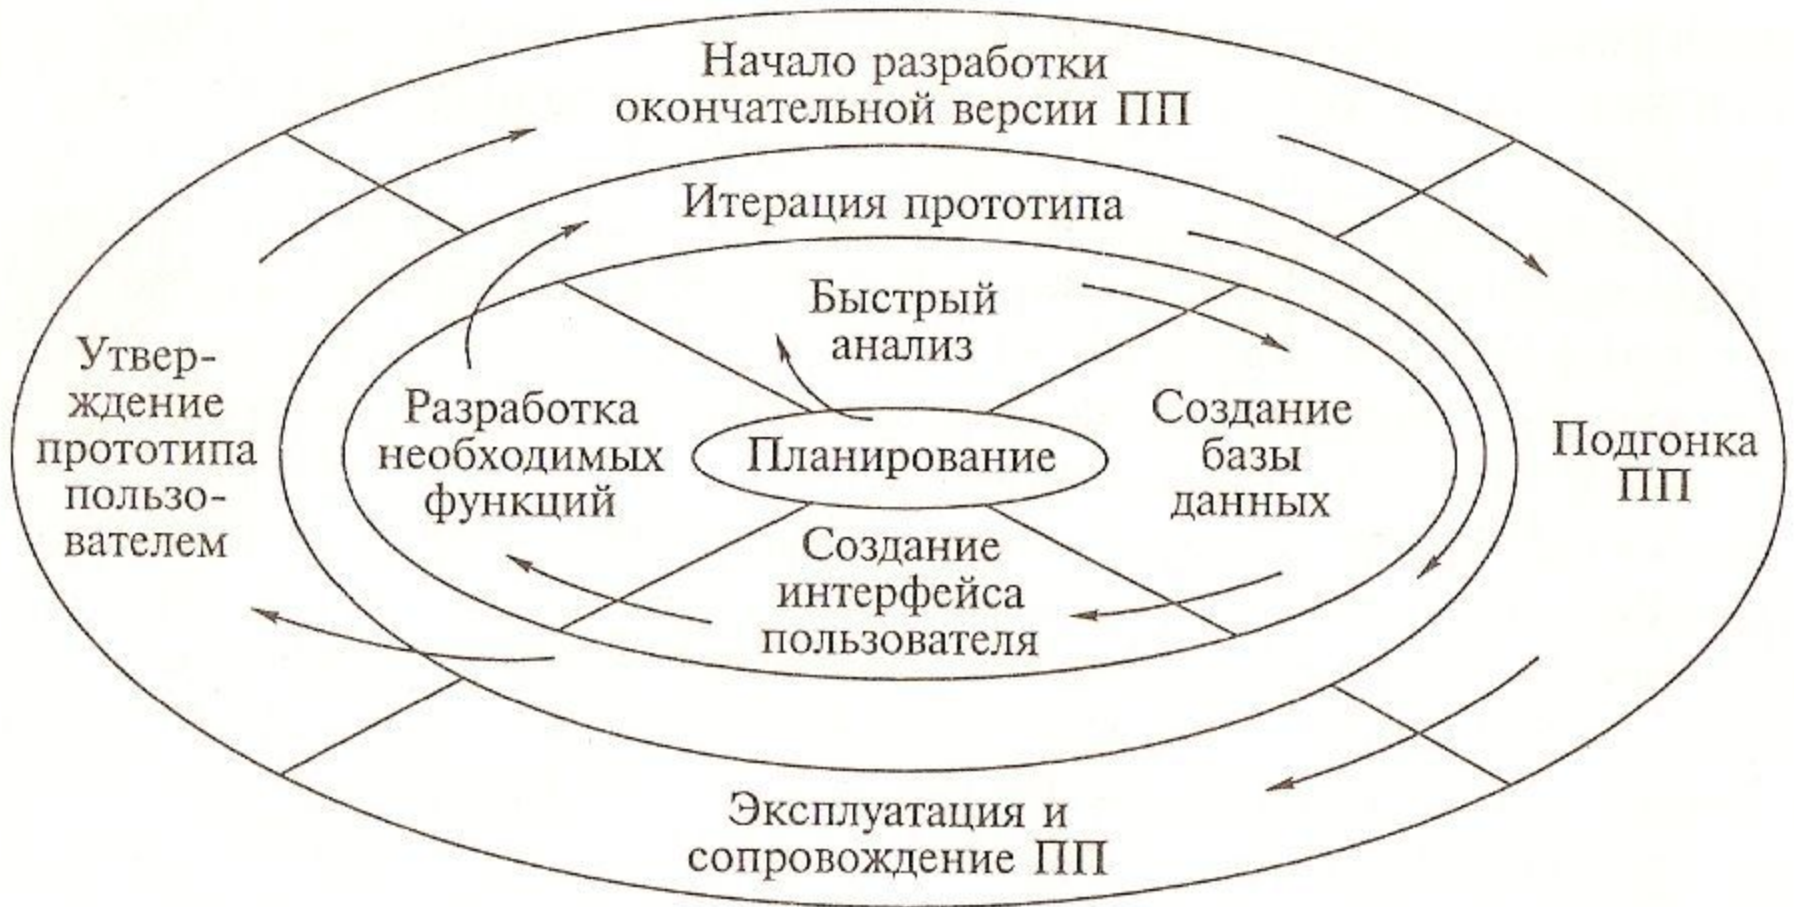 Начало разработки
окончательной версии ПП
Итерация прототипа
Быстрый
анализ
Утвер-
ждение
прототипа
пользо-
вателем
Разработка
необходимых
функций
Планирование
Создание
базы
данных
Подгонка
ПП
Создание
интерфейса
пользователя
Эксплуатация и
сопровождение ПП